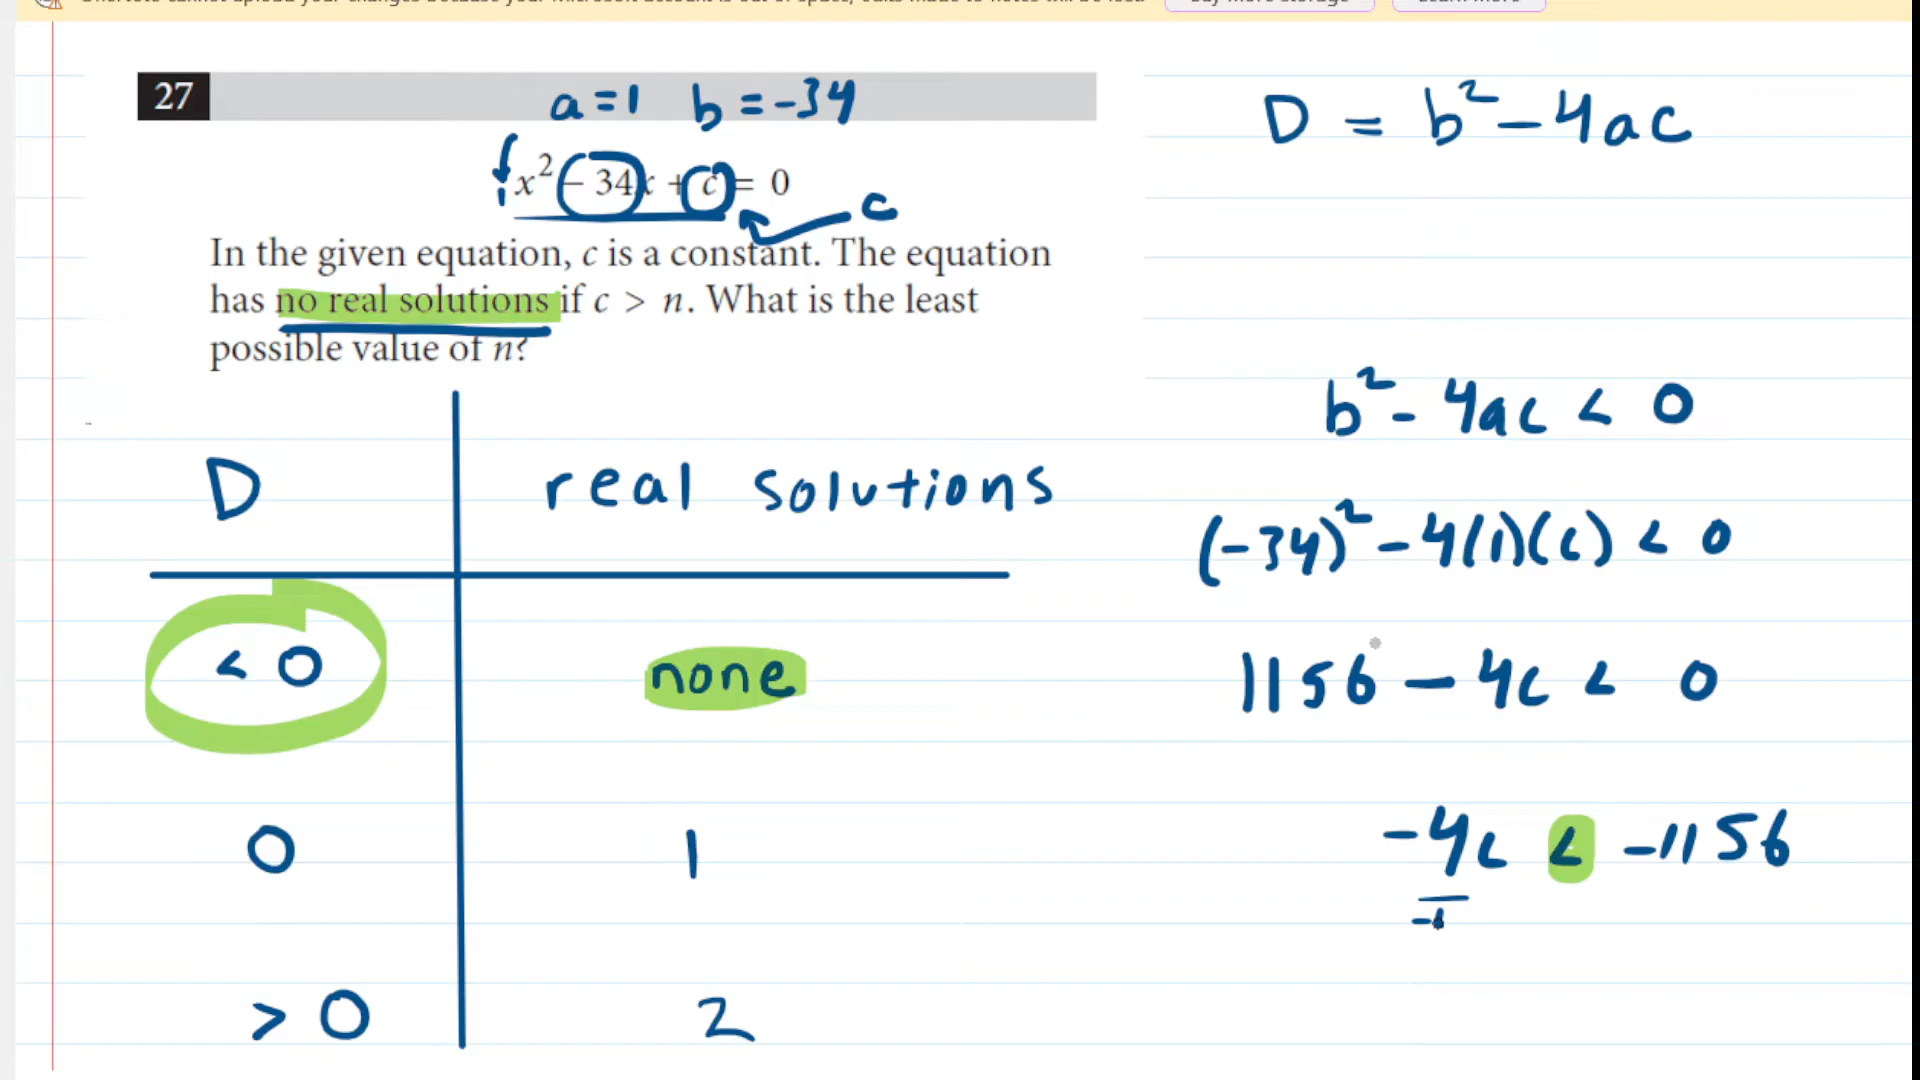 27
a = 1 b = -34
x² − 34x + c = 0
c
In the given equation, c is a constant. The equation
has no real solutions if c > n. What is the least
possible value of n?
D real solutions
< 0 none
0 1
> 0 2
D = b² - 4ac
b² - 4ac < 0
(-34)² - 4(1)(c) < 0
1156 - 4c < 0
-4c < -1156